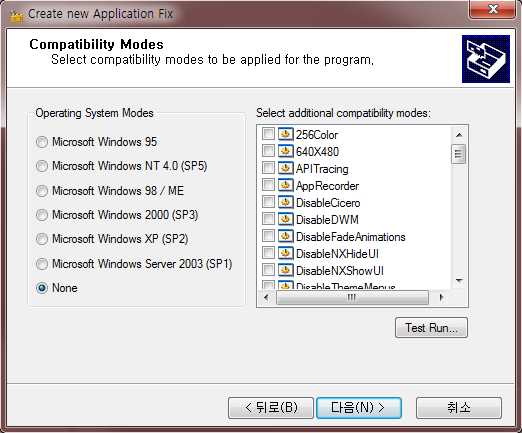 Create new Application Fix
Compatibility Modes
Select compatibility modes to be applied for the program.
Operating System Modes
Microsoft Windows 95
Microsoft Windows NT 4.0 (SP5)
Microsoft Windows 98 / ME
Microsoft Windows 2000 (SP3)
Microsoft Windows XP (SP2)
Microsoft Windows Server 2003 (SP1)
None
Select additional compatibility modes:
256Color
640X480
APITracing
AppRecorder
DisableCicero
DisableDWM
DisableFadeAnimations
DisableNXHideUI
DisableNXShowUI
DisableThemeMenus
Test Run...
< 뒤로(B)
다음(N) >
취소